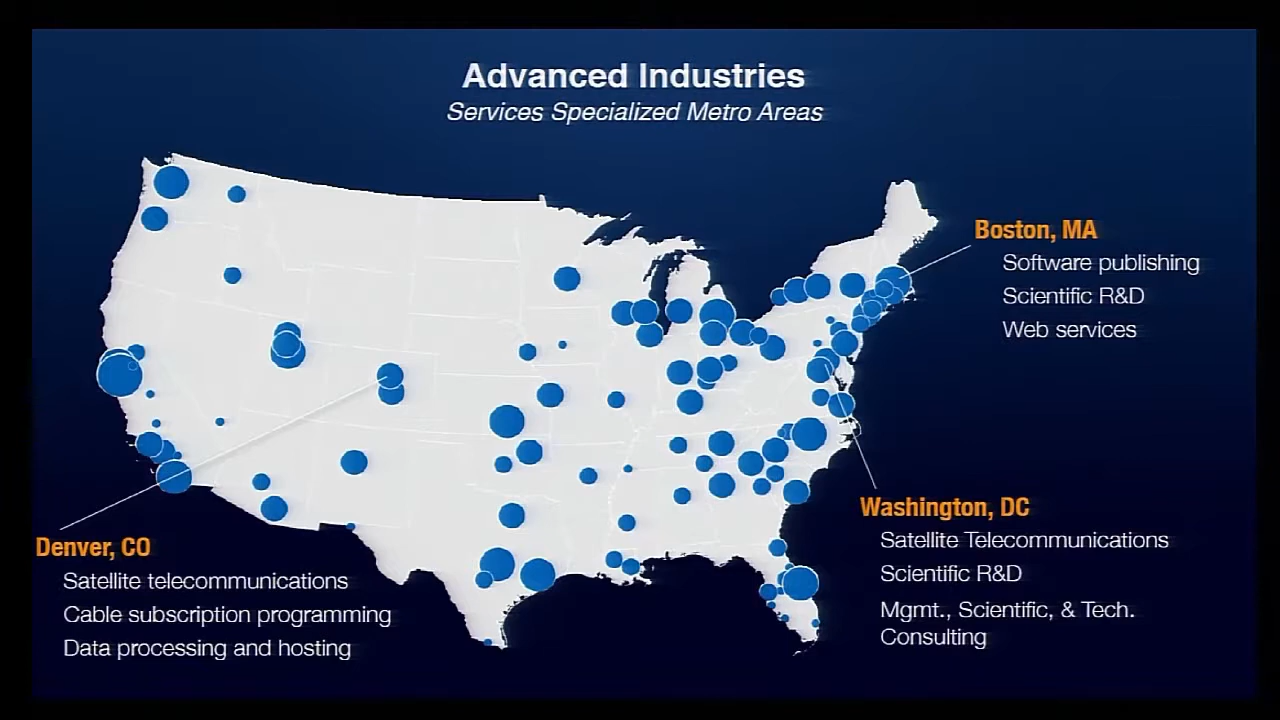 Advanced Industries
Services Specialized Metro Areas
Boston, MA
Software publishing
Scientific R&D
Web services
Washington, DC
Satellite Telecommunications
Scientific R&D
Mgmt., Scientific, & Tech.
Consulting
Denver, CO
Satellite telecommunications
Cable subscription programming
Data processing and hosting